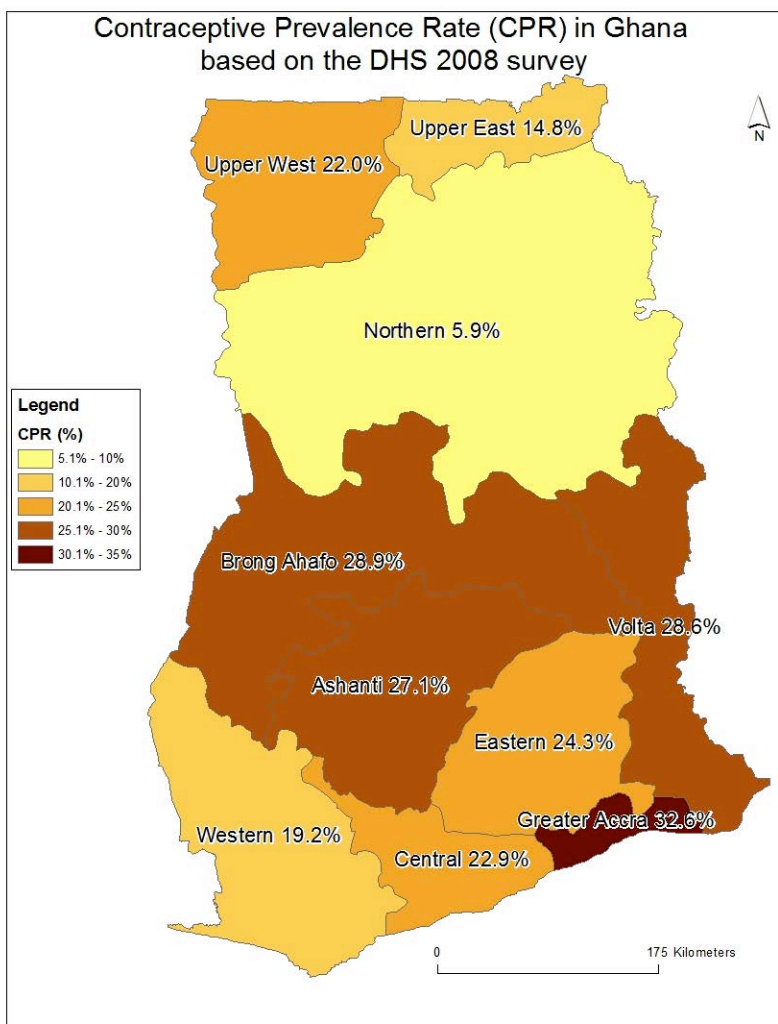 Contraceptive Prevalence Rate (CPR) in Ghana
based on the DHS 2008 survey
N
Upper East 14.8%
Upper West 22.0%
Northern 5.9%
Legend
CPR (%)
5.1% - 10%
10.1% - 20%
20.1% - 25%
25.1% - 30%
30.1% - 35%
Brong Ahafo 28.9%
Volta 28.6%
Ashanti 27.1%
Eastern 24.3%
Greater Accra 32.6%
Western 19.2%
Central 22.9%
0 175 Kilometers